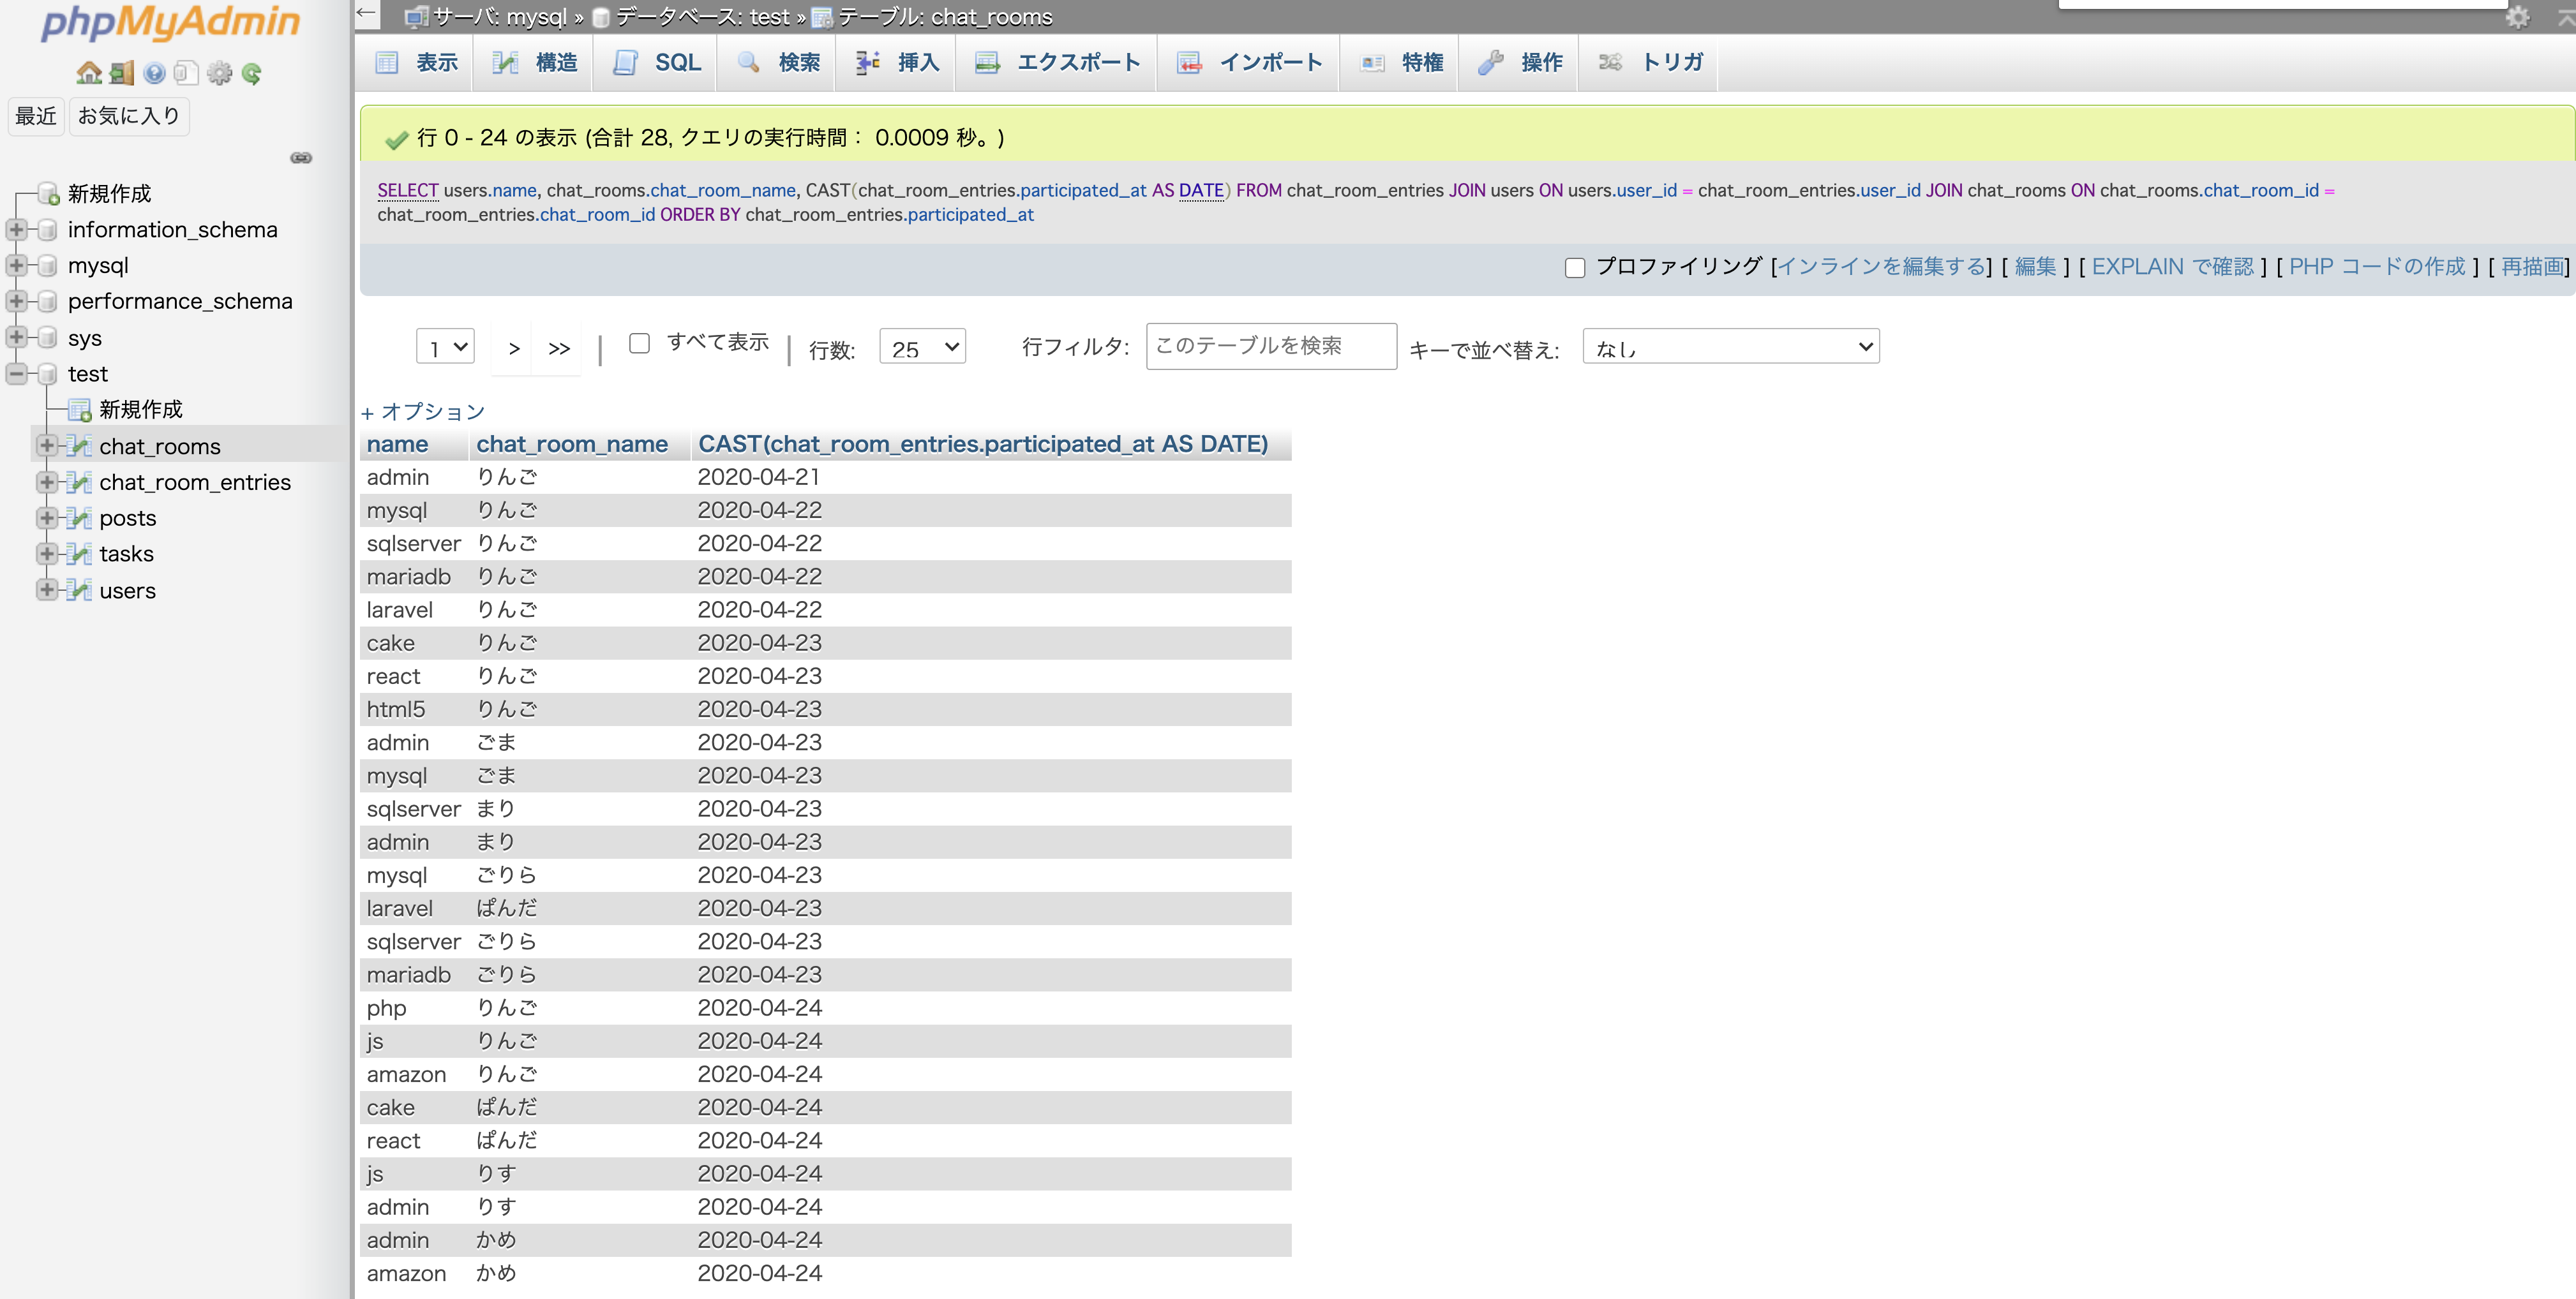 phpMyAdmin
最近 お気に入り
新規作成
information_schema
mysql
performance_schema
sys
test
新規作成
chat_rooms
chat_room_entries
posts
tasks
users
サーバ: mysql » データベース: test » テーブル: chat_rooms
表示 構造 SQL 検索 挿入 エクスポート インポート 特権 操作 トリガ
行 0 - 24 の表示 (合計 28, クエリの実行時間： 0.0009 秒。)
SELECT users.name, chat_rooms.chat_room_name, CAST(chat_room_entries.participated_at AS DATE) FROM chat_room_entries JOIN users ON users.user_id = chat_room_entries.user_id JOIN chat_rooms ON chat_rooms.chat_room_id =
chat_room_entries.chat_room_id ORDER BY chat_room_entries.participated_at
プロファイリング [インラインを編集する] [ 編集 ] [ EXPLAIN で確認 ] [ PHP コードの作成 ] [ 再描画]
1 > >> | すべて表示 | 行数: 25 行フィルタ: このテーブルを検索 キーで並べ替え: なし
+ オプション
name chat_room_name CAST(chat_room_entries.participated_at AS DATE)
admin りんご 2020-04-21
mysql りんご 2020-04-22
sqlserver りんご 2020-04-22
mariadb りんご 2020-04-22
laravel りんご 2020-04-22
cake りんご 2020-04-23
react りんご 2020-04-23
html5 りんご 2020-04-23
admin ごま 2020-04-23
mysql ごま 2020-04-23
sqlserver まり 2020-04-23
admin まり 2020-04-23
mysql ごりら 2020-04-23
laravel ぱんだ 2020-04-23
sqlserver ごりら 2020-04-23
mariadb ごりら 2020-04-23
php りんご 2020-04-24
js りんご 2020-04-24
amazon りんご 2020-04-24
cake ぱんだ 2020-04-24
react ぱんだ 2020-04-24
js りす 2020-04-24
admin りす 2020-04-24
admin かめ 2020-04-24
amazon かめ 2020-04-24